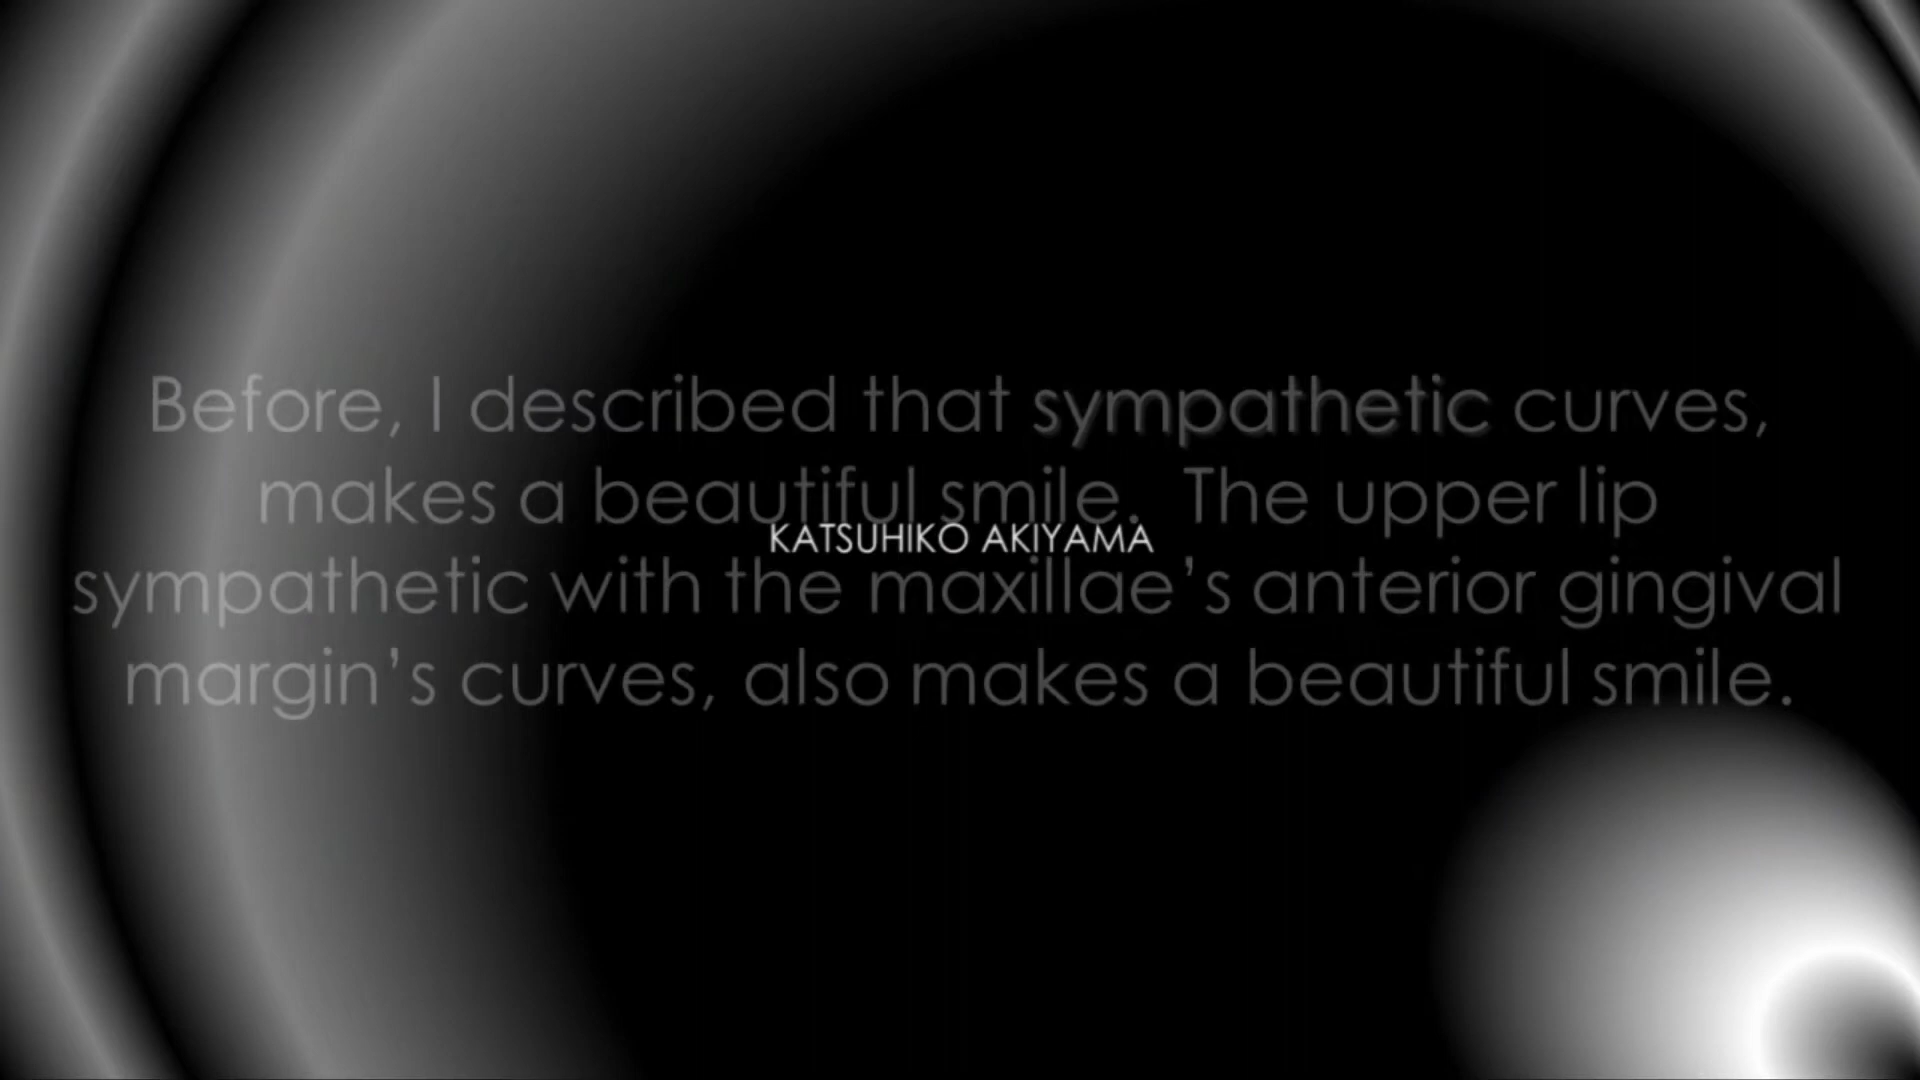 Before, I described that sympathetic curves,
makes a beautiful smile. The upper lip
KATSUHIKO AKIYAMA
sympathetic with the maxillae’s anterior gingival
margin’s curves, also makes a beautiful smile.